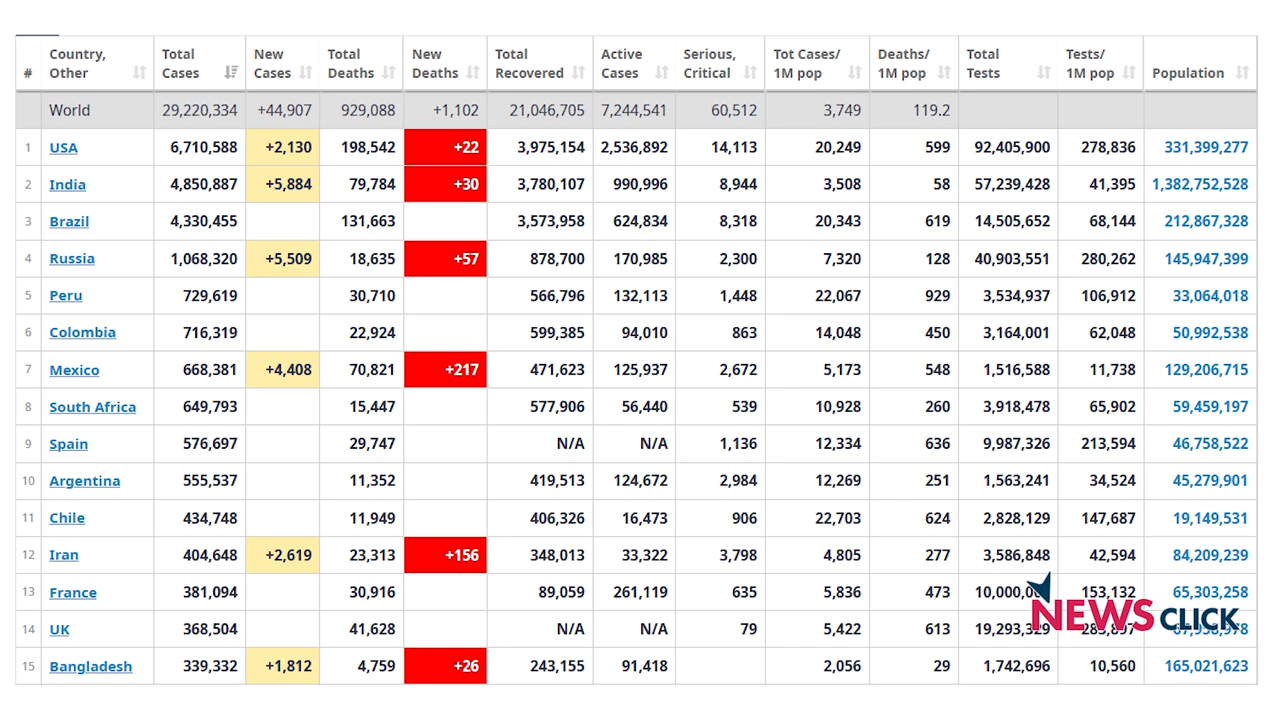 # Country, Other Total Cases New Cases Total Deaths New Deaths Total Recovered Active Cases Serious, Critical Tot Cases/ 1M pop Deaths/ 1M pop Total Tests Tests/ 1M pop Population
World 29,220,334 +44,907 929,088 +1,102 21,046,705 7,244,541 60,512 3,749 119.2
1 USA 6,710,588 +2,130 198,542 +22 3,975,154 2,536,892 14,113 20,249 599 92,405,900 278,836 331,399,277
2 India 4,850,887 +5,884 79,784 +30 3,780,107 990,996 8,944 3,508 58 57,239,428 41,395 1,382,752,528
3 Brazil 4,330,455 131,663 3,573,958 624,834 8,318 20,343 619 14,505,652 68,144 212,867,328
4 Russia 1,068,320 +5,509 18,635 +57 878,700 170,985 2,300 7,320 128 40,903,551 280,262 145,947,399
5 Peru 729,619 30,710 566,796 132,113 1,448 22,067 929 3,534,937 106,912 33,064,018
6 Colombia 716,319 22,924 599,385 94,010 863 14,048 450 3,164,001 62,048 50,992,538
7 Mexico 668,381 +4,408 70,821 +217 471,623 125,937 2,672 5,173 548 1,516,588 11,738 129,206,715
8 South Africa 649,793 15,447 577,906 56,440 539 10,928 260 3,918,478 65,902 59,459,197
9 Spain 576,697 29,747 N/A N/A 1,136 12,334 636 9,987,326 213,594 46,758,522
10 Argentina 555,537 11,352 419,513 124,672 2,984 12,269 251 1,563,241 34,524 45,279,901
11 Chile 434,748 11,949 406,326 16,473 906 22,703 624 2,828,129 147,687 19,149,531
12 Iran 404,648 +2,619 23,313 +156 348,013 33,322 3,798 4,805 277 3,586,848 42,594 84,209,239
13 France 381,094 30,916 89,059 261,119 635 5,836 473 153,132 65,303,258
14 UK 368,504 41,628 N/A N/A 79 5,422 613
NEWSCLICK
15 Bangladesh 339,332 +1,812 4,759 +26 243,155 91,418 2,056 29 1,742,696 10,560 165,021,623